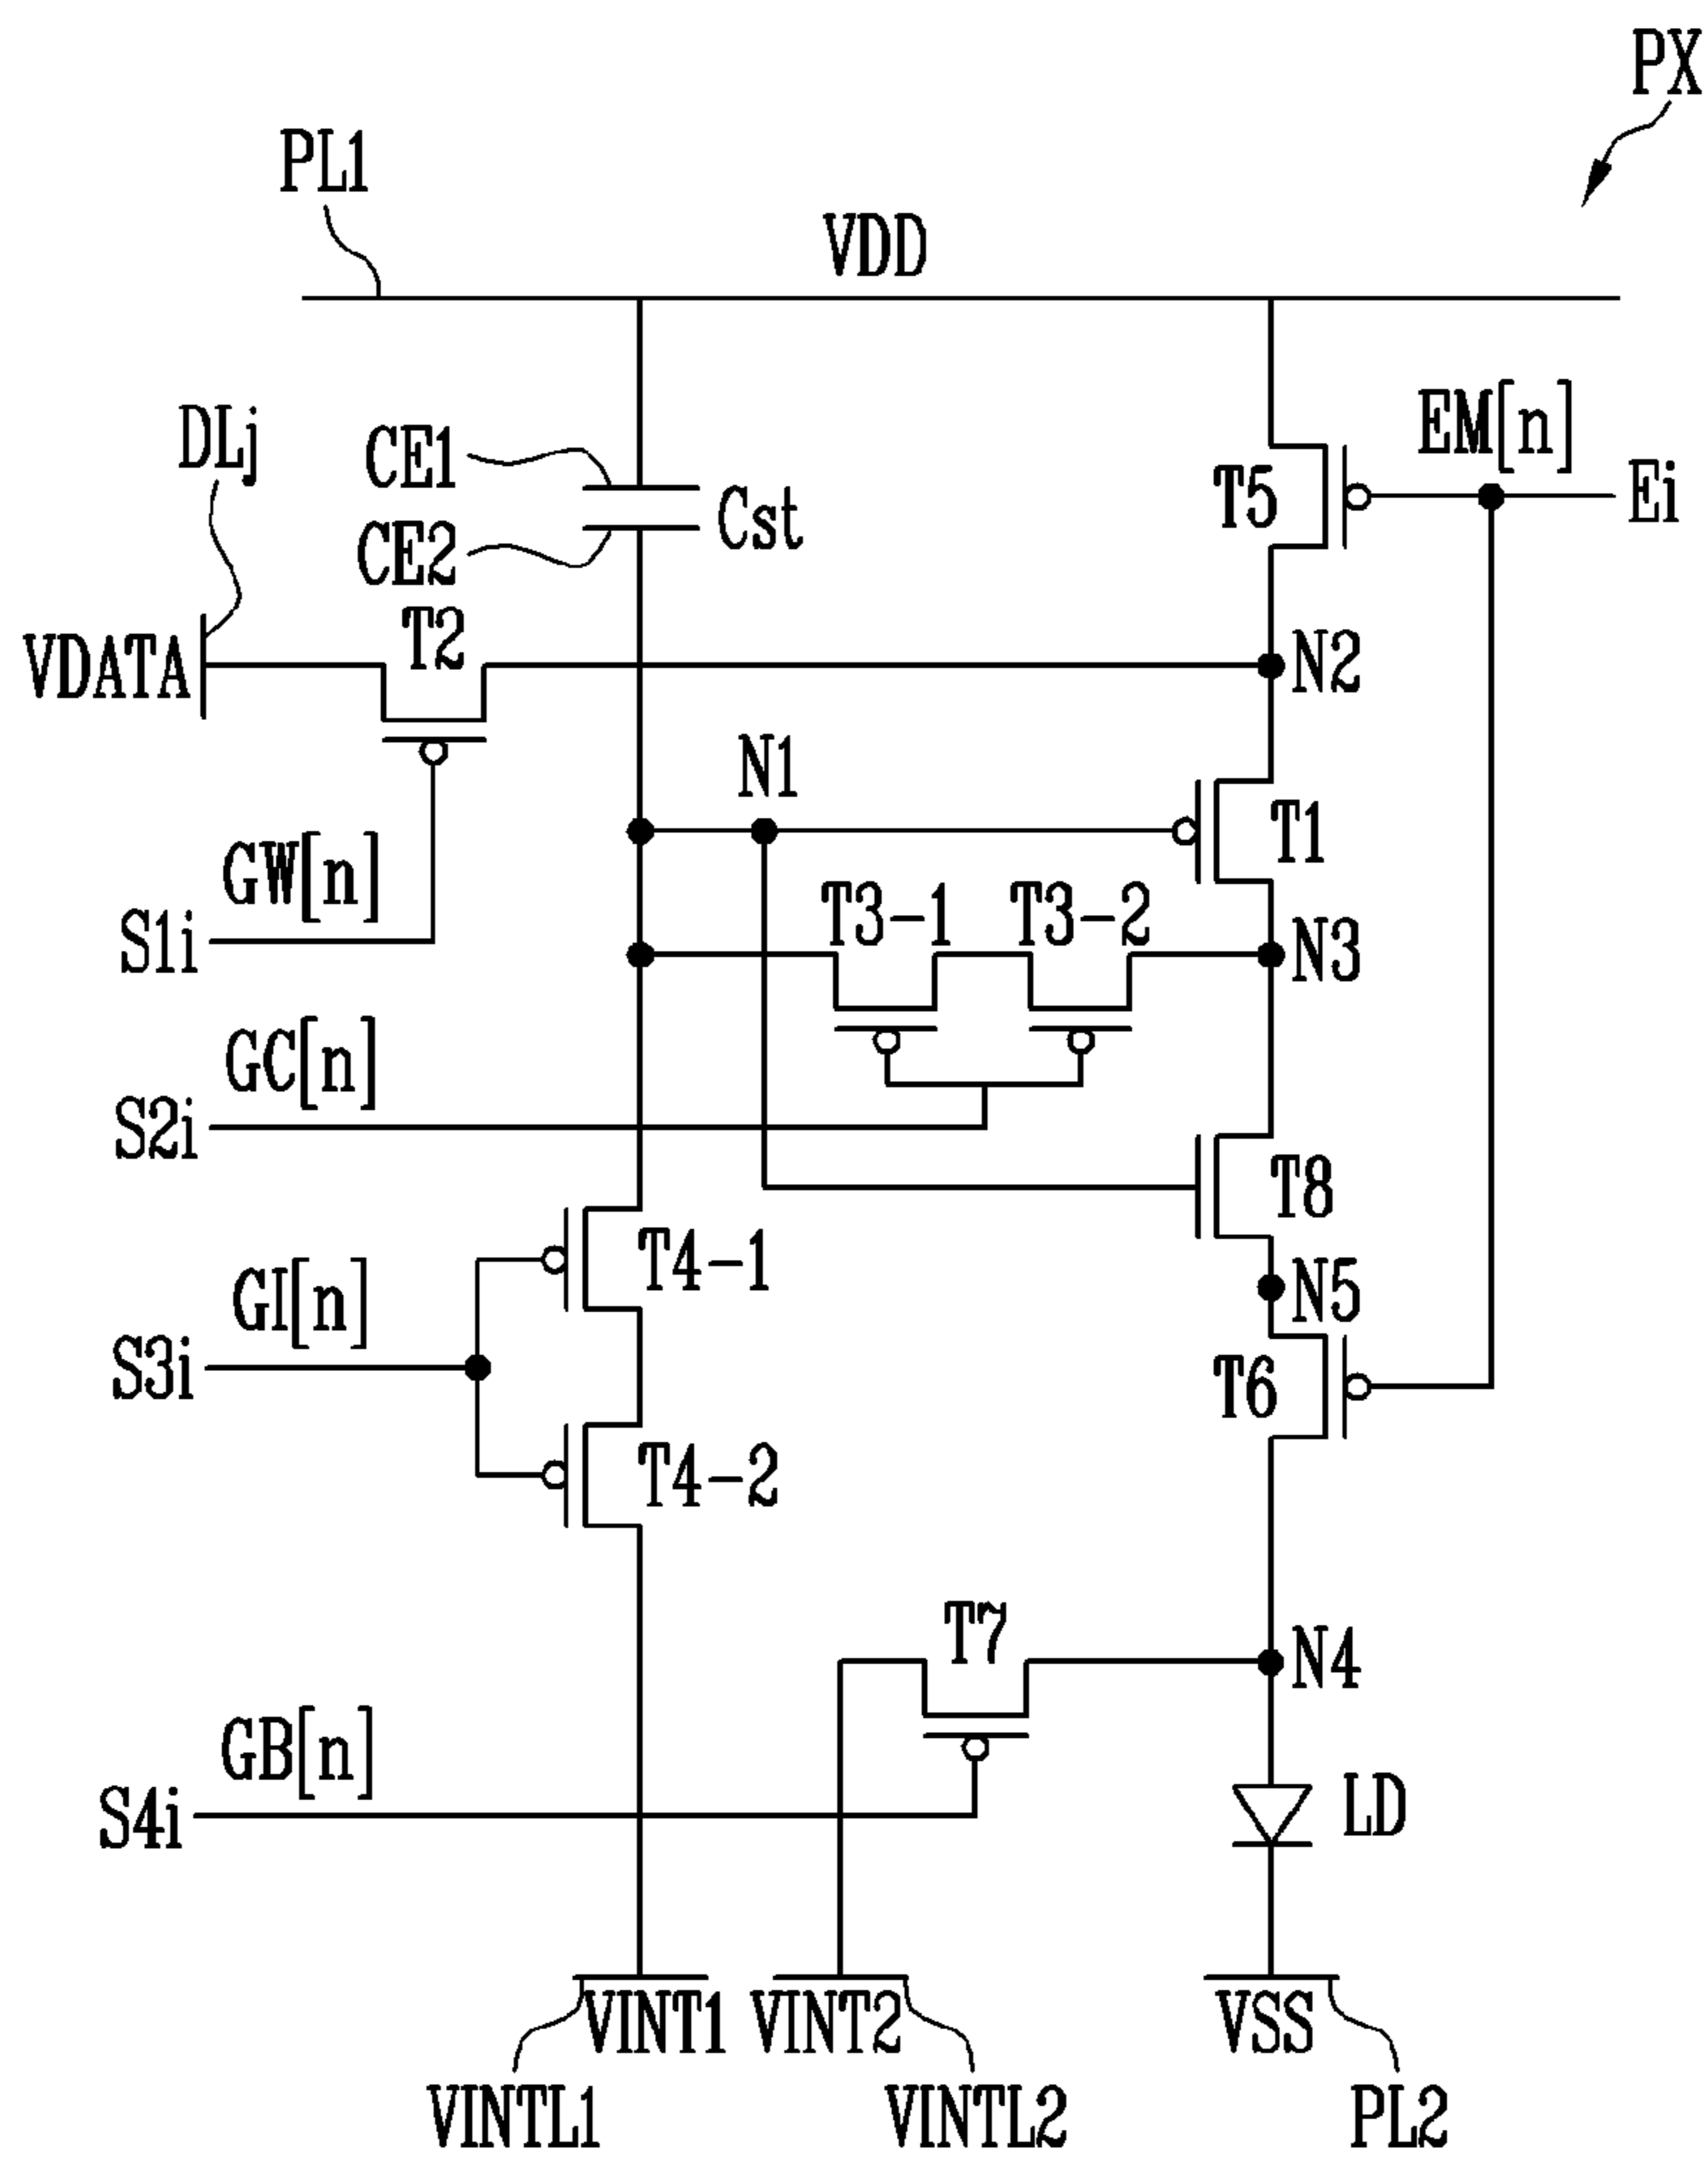 PX
PL1
VDD
DLj
CE1
EM[n]
Cst
T5
Ei
CE2
T2
VDATA
N2
N1
T1
GW[n]
T3-1
T3-2
S1i
N3
GC[n]
S2i
T8
T4-1
GI[n]
N5
S3i
T6
T4-2
T7
N4
GB[n]
S4i
LD
VINT1
VINT2
VSS
VINTL1
VINTL2
PL2